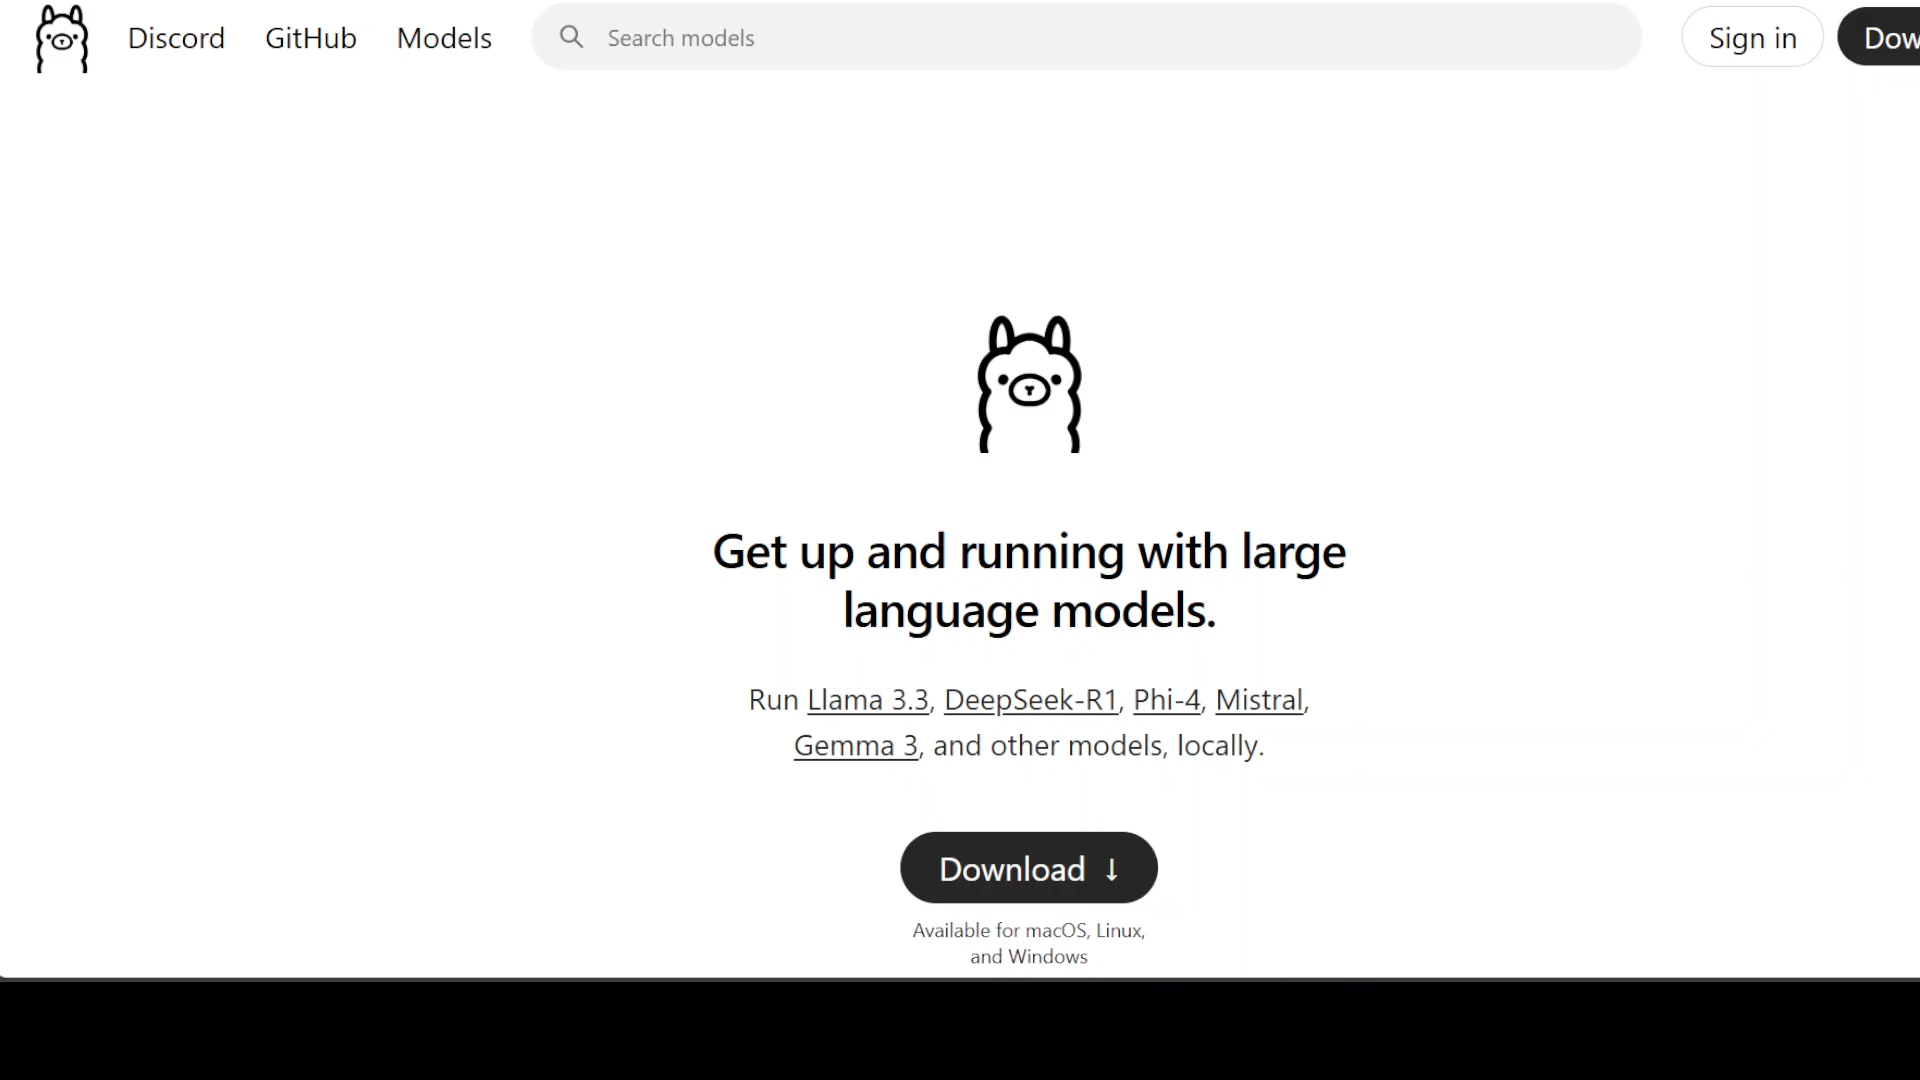 Discord GitHub Models Search models Sign in Dow
Get up and running with large
language models.
Run Llama 3.3, DeepSeek-R1, Phi-4, Mistral,
Gemma 3, and other models, locally.
Download ↓
Available for macOS, Linux,
and Windows